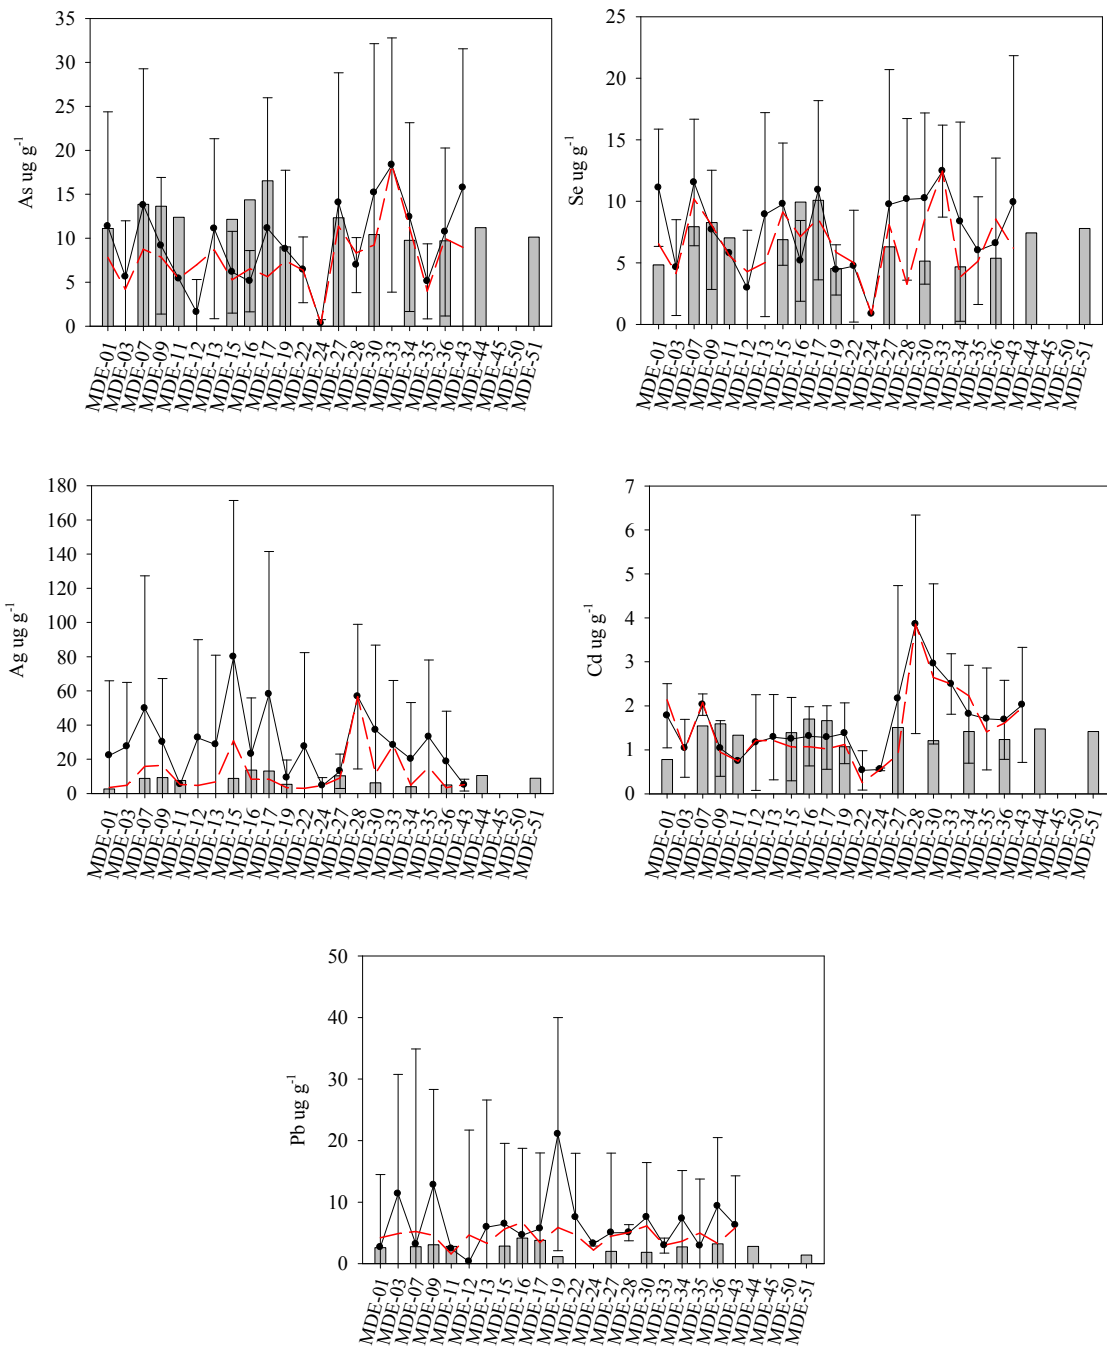 As ug g-1
35
30
25
20
15
10
5
0
MDE-01
MDE-03
MDE-07
MDE-09
MDE-11
MDE-12
MDE-13
MDE-15
MDE-16
MDE-17
MDE-19
MDE-22
MDE-24
MDE-27
MDE-28
MDE-30
MDE-33
MDE-34
MDE-35
MDE-36
MDE-43
MDE-44
MDE-45
MDE-50
MDE-51
Se ug g-1
25
20
15
10
5
0
MDE-01
MDE-03
MDE-07
MDE-09
MDE-11
MDE-12
MDE-13
MDE-15
MDE-16
MDE-17
MDE-19
MDE-22
MDE-24
MDE-27
MDE-28
MDE-30
MDE-33
MDE-34
MDE-35
MDE-36
MDE-43
MDE-44
MDE-45
MDE-50
MDE-51
Ag ug g-1
180
160
140
120
100
80
60
40
20
0
MDE-01
MDE-03
MDE-07
MDE-09
MDE-11
MDE-12
MDE-13
MDE-15
MDE-16
MDE-17
MDE-19
MDE-22
MDE-24
MDE-27
MDE-28
MDE-30
MDE-33
MDE-34
MDE-35
MDE-36
MDE-43
MDE-44
MDE-45
MDE-50
MDE-51
Cd ug g-1
7
6
5
4
3
2
1
0
MDE-01
MDE-03
MDE-07
MDE-09
MDE-11
MDE-12
MDE-13
MDE-15
MDE-16
MDE-17
MDE-19
MDE-22
MDE-24
MDE-27
MDE-28
MDE-30
MDE-33
MDE-34
MDE-35
MDE-36
MDE-43
MDE-44
MDE-45
MDE-50
MDE-51
Pb ug g-1
50
40
30
20
10
0
MDE-01
MDE-03
MDE-07
MDE-09
MDE-11
MDE-12
MDE-13
MDE-15
MDE-16
MDE-17
MDE-19
MDE-22
MDE-24
MDE-27
MDE-28
MDE-30
MDE-33
MDE-34
MDE-35
MDE-36
MDE-43
MDE-44
MDE-45
MDE-50
MDE-51